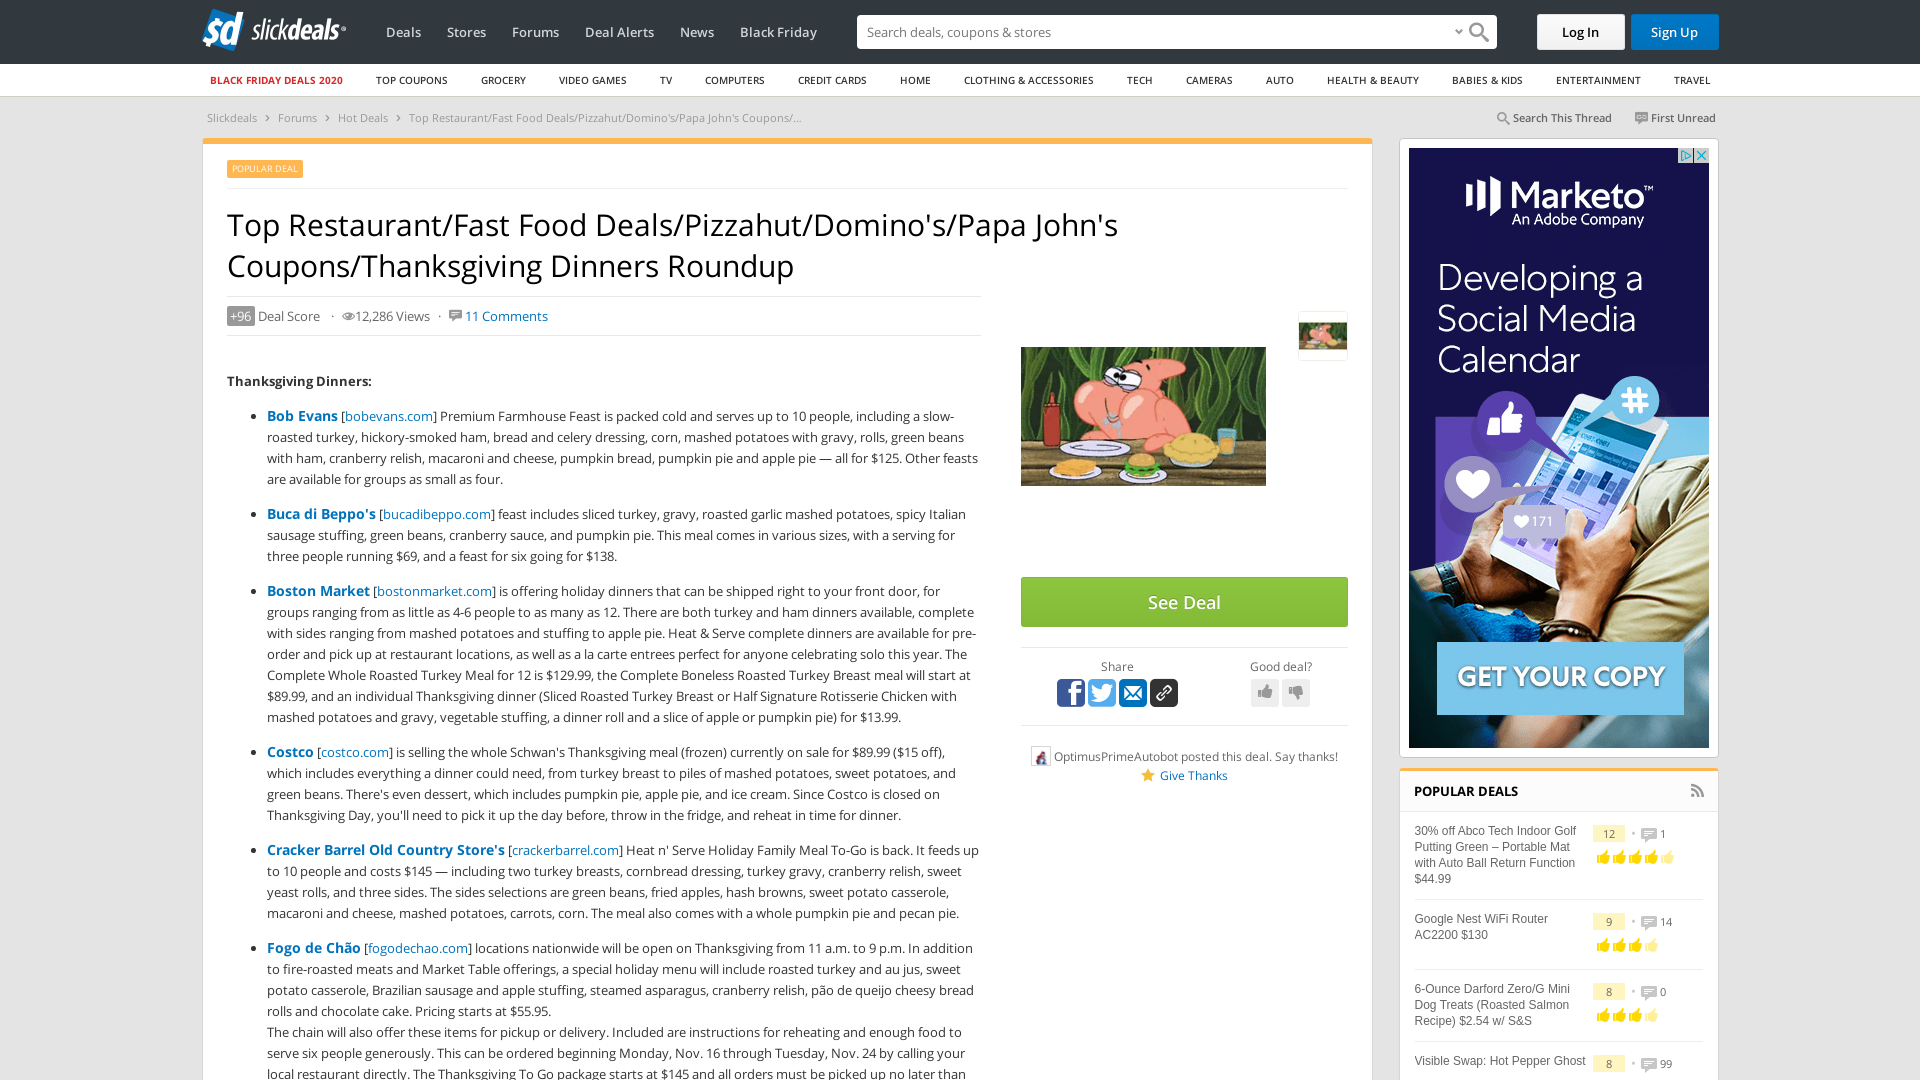 sd slickdeals
Deals Stores Forums Deal Alerts News Black Friday Search deals, coupons & shopping Log In Sign Up
BLACK FRIDAY DEALS 2020 TOP COUPONS GROCERY VIDEO GAMES TV COMPUTERS CREDIT CARDS HOME CLOTHING & ACCESSORIES TECH CAMERAS AUTO HEALTH & BEAUTY BABIES & KIDS ENTERTAINMENT TRAVEL
Slickdeals › Forums › Hot Deals › Top Restaurant/Fast Food Deals/Pizzahut/Domino's/Papa John's Coupons/... Search This Thread First Unread
POPULAR DEAL
Top Restaurant/Fast Food Deals/Pizzahut/Domino's/Papa John's
Coupons/Thanksgiving Dinners Roundup
+96 Deal Score · 12,286 Views · 11 Comments
Thanksgiving Dinners:
• Bob Evans [bobevans.com] Premium Farmhouse Feast is packed cold and serves up to 10 people, including a slow-
roasted turkey, hickory-smoked ham, bread and celery dressing, corn, mashed potatoes with gravy, rolls, green beans
with ham, cranberry relish, macaroni and cheese, pumpkin bread, pumpkin pie and apple pie — all for $125. Other feasts
are available for groups as small as four.
• Buca di Beppo's [bucadibeppo.com] feast includes sliced turkey, gravy, roasted garlic mashed potatoes, spicy Italian
sausage stuffing, green beans, cranberry sauce, and pumpkin pie. This meal comes in various sizes, with a serving for
three people running $69, and a feast for six going for $138.
• Boston Market [bostonmarket.com] is offering holiday dinners that can be shipped right to your front door, for
groups ranging from as little as 4-6 people to as many as 12. There are both turkey and ham dinners available, complete
with sides ranging from mashed potatoes and stuffing to apple pie. Heat & Serve complete dinners are available for pre-
order and pick up at restaurant locations, as well as a la carte entrees perfect for anyone celebrating solo this year. The
Complete Whole Roasted Turkey Meal for 12 is $129.99, the Complete Boneless Roasted Turkey Breast meal will start at
$89.99, and an individual Thanksgiving dinner (Sliced Roasted Turkey Breast or Half Signature Rotisserie Chicken with
mashed potatoes and gravy, vegetable stuffing, a dinner roll and a slice of apple or pumpkin pie) for $13.99.
• Costco [costco.com] is selling the whole Schwan's Thanksgiving meal (frozen) currently on sale for $89.99 ($15 off),
which includes everything a dinner could need, from turkey breast to piles of mashed potatoes, sweet potatoes, and
green beans. There's even dessert, which includes pumpkin pie, apple pie, and ice cream. Since Costco is closed on
Thanksgiving Day, you'll need to pick it up the day before, throw in the fridge, and reheat in time for dinner.
• Cracker Barrel Old Country Store's [crackerbarrel.com] Heat n' Serve Holiday Family Meal To-Go is back. It feeds up
to 10 people and costs $145 — including two turkey breasts, cornbread dressing, turkey gravy, cranberry relish, sweet
yeast rolls, and three sides. The sides selections are green beans, fried apples, hash browns, sweet potato casserole,
macaroni and cheese, mashed potatoes, carrots, corn. The meal also comes with a whole pumpkin pie and pecan pie.
• Fogo de Chão [fogodechao.com] locations nationwide will be open on Thanksgiving from 11 a.m. to 9 p.m. In addition
to fire-roasted meats and Market Table offerings, a special holiday menu will include roasted turkey and au jus, sweet
potato casserole, Brazilian sausage and apple stuffing, steamed asparagus, cranberry relish, pão de queijo cheesy bread
rolls and chocolate cake. Pricing starts at $55.95.
The chain will also offer these items for pickup or delivery. Included are instructions for reheating and enough food to
serve six people generously. This can be ordered beginning Monday, Nov. 16 through Tuesday, Nov. 24 by calling your
local restaurant directly. The Thanksgiving To Go package starts at $145 and all orders must be picked up no later than
See Deal
Share Good deal?
OptimusPrimeAutobot posted this deal. Say thanks!
Give Thanks
Marketo™
An Adobe Company
Developing a
Social Media
Calendar
171
GET YOUR COPY
POPULAR DEALS
30% off Abco Tech Indoor Golf 12 • 1
Putting Green – Portable Mat
with Auto Ball Return Function
$44.99
Google Nest WiFi Router 9 • 14
AC2200 $130
6-Ounce Darford Zero/G Mini 8 • 0
Dog Treats (Roasted Salmon
Recipe) $2.54 w/ S&S
Visible Swap: Hot Pepper Ghost 8 • 99